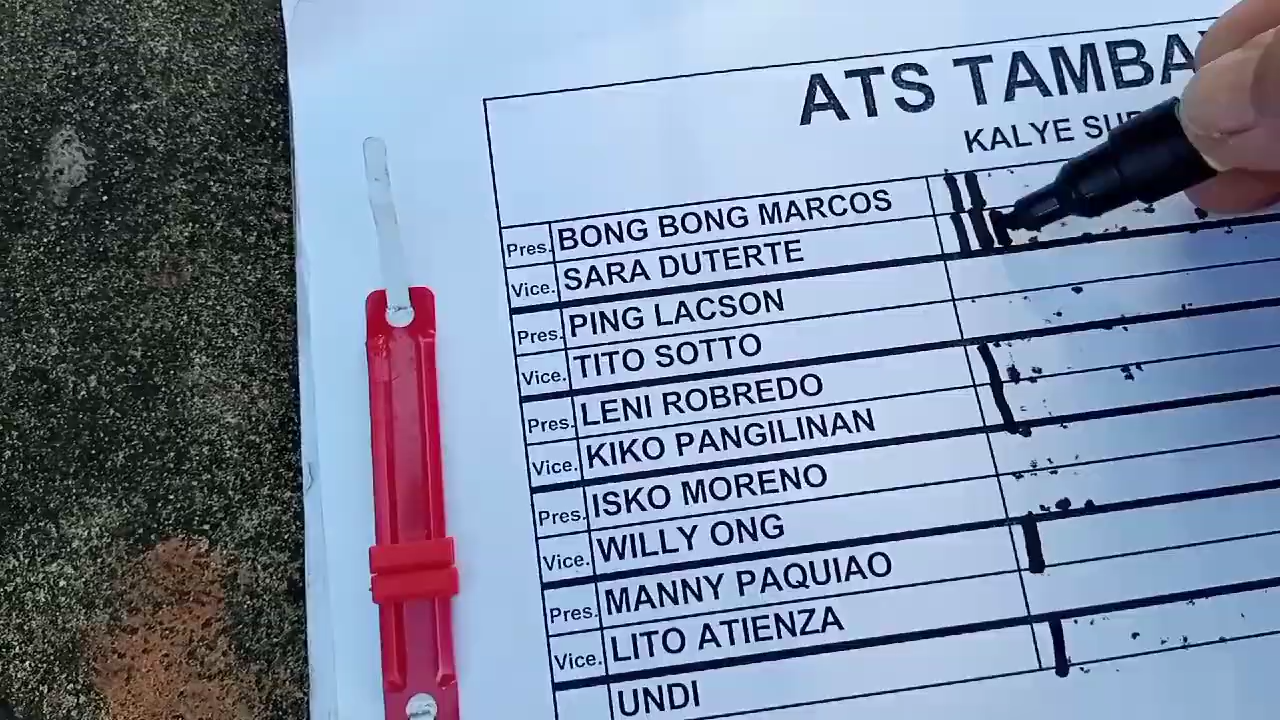 ATS TAMBA
KALYE SUR
Pres. BONG BONG MARCOS
Vice. SARA DUTERTE
Pres. PING LACSON
Vice. TITO SOTTO
Pres. LENI ROBREDO
Vice. KIKO PANGILINAN
Pres. ISKO MORENO
Vice. WILLY ONG
Pres. MANNY PAQUIAO
Vice. LITO ATIENZA
UNDI